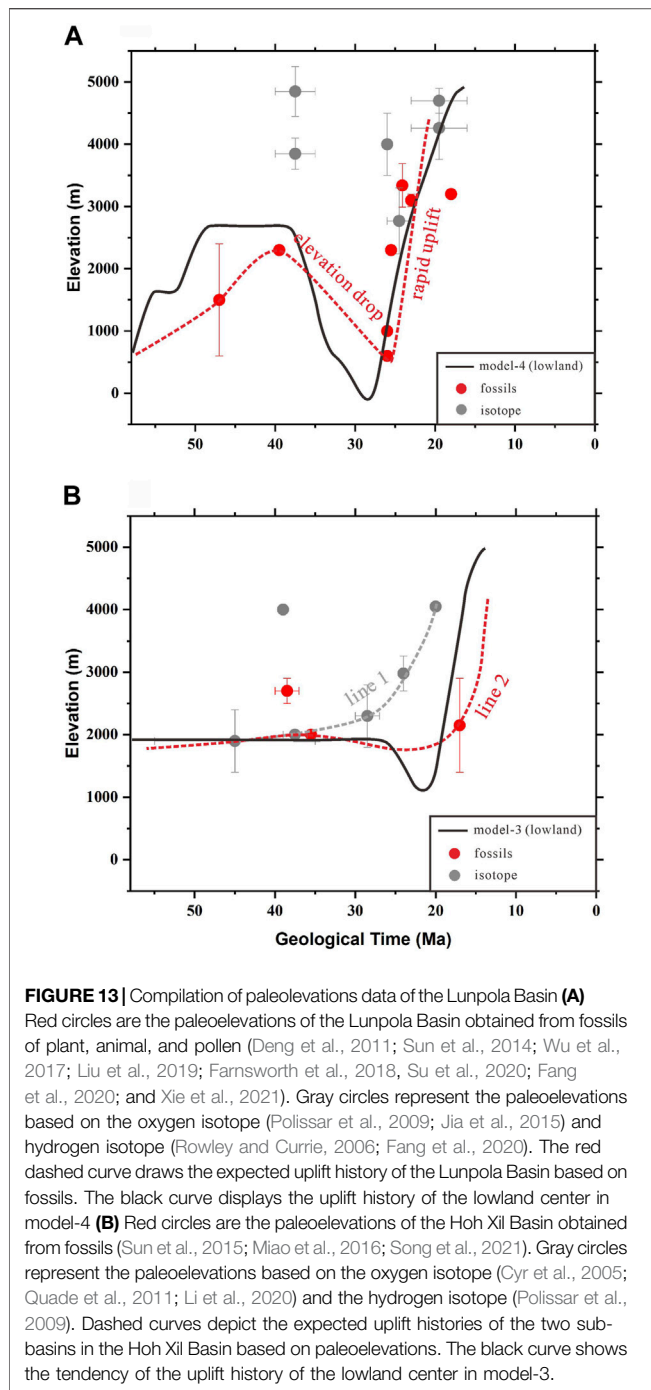 A
5000
4000
3000
2000
1000
0
Elevation (m)
elevation drop
rapid uplift
model-4 (lowland)
fossils
isotope
50
40
30
20
10
0
B
5000
4000
3000
2000
1000
0
Elevation (m)
line 1
line 2
model-3 (lowland)
fossils
isotope
50
40
30
20
10
0
Geological Time (Ma)
FIGURE 13 | Compilation of paleolevations data of the Lunpola Basin (A)
Red circles are the paleoelevations of the Lunpola Basin obtained from fossils
of plant, animal, and pollen (Deng et al., 2011; Sun et al., 2014; Wu et al.,
2017; Liu et al., 2019; Farnsworth et al., 2018, Su et al., 2020; Fang
et al., 2020; and Xie et al., 2021). Gray circles represent the paleoelevations
based on the oxygen isotope (Polissar et al., 2009; Jia et al., 2015) and
hydrogen isotope (Rowley and Currie, 2006; Fang et al., 2020). The red
dashed curve draws the expected uplift history of the Lunpola Basin based on
fossils. The black curve displays the uplift history of the lowland center in
model-4 (B) Red circles are the paleoelevations of the Hoh Xil Basin obtained
from fossils (Sun et al., 2015; Miao et al., 2016; Song et al., 2021). Gray circles
represent the paleoelevations based on the oxygen isotope (Cyr et al., 2005;
Quade et al., 2011; Li et al., 2020) and the hydrogen isotope (Polissar et al.,
2009). Dashed curves depict the expected uplift histories of the two sub-
basins in the Hoh Xil Basin based on paleoelevations. The black curve shows
the tendency of the uplift history of the lowland center in model-3.